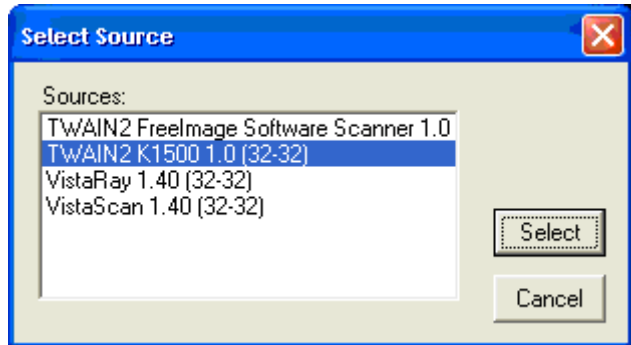 Select Source
Sources:
TWAIN2 FreeImage Software Scanner 1.0
TWAIN2 K1500 1.0 (32-32)
VistaRay 1.40 (32-32)
VistaScan 1.40 (32-32)
Select
Cancel